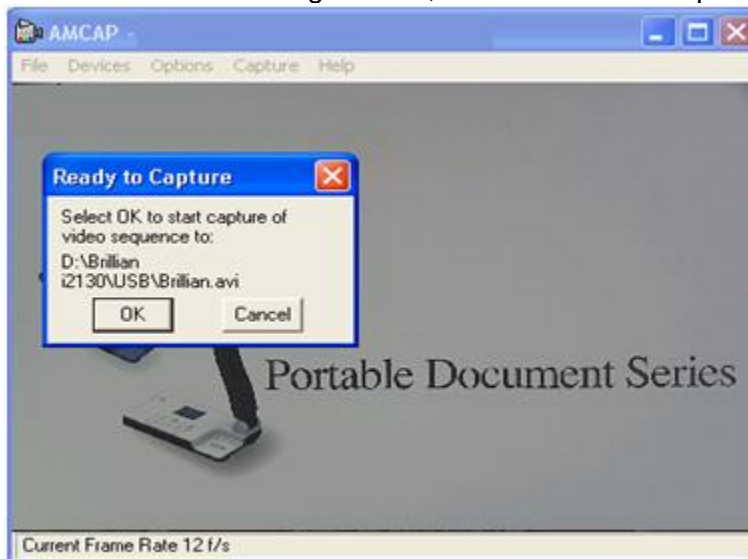 AMCAP -
File Devices Options Capture Help
Ready to Capture
Select OK to start capture of
video sequence to:
D:\Brillian
i2130\USB\Brillian.avi
OK Cancel
Portable Document Series
Current Frame Rate 12 f/s